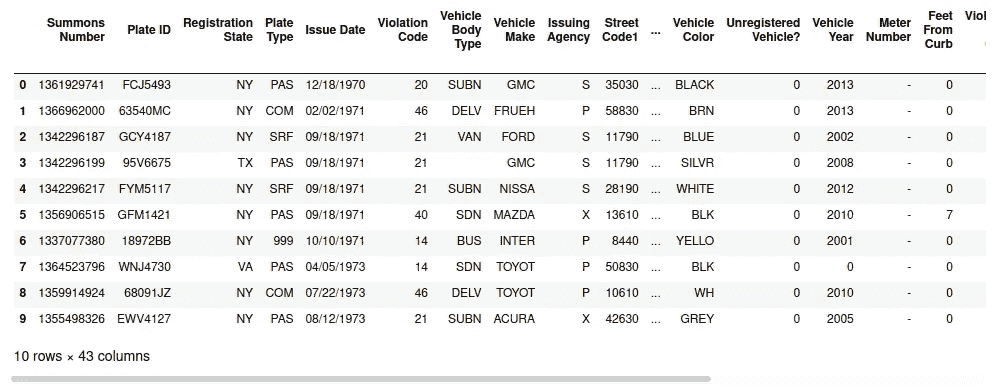 Summons Number Plate ID Registration State Plate Type Issue Date Violation Code Vehicle Body Type Vehicle Make Issuing Agency Street Code1 ... Vehicle Color Unregistered Vehicle? Vehicle Year Meter Number Feet From Curb
0 1361929741 FCJ5493 NY PAS 12/18/1970 20 SUBN GMC S 35030 ... BLACK 0 2013 - 0
1 1366962000 63540MC NY COM 02/02/1971 46 DELV FRUEH P 58830 ... BRN 0 2013 - 0
2 1342296187 GCY4187 NY SRF 09/18/1971 21 VAN FORD S 11790 ... BLUE 0 2002 - 0
3 1342296199 95V6675 TX PAS 09/18/1971 21 GMC S 11790 ... SILVR 0 2008 - 0
4 1342296217 FYM5117 NY SRF 09/18/1971 21 SUBN NISSA S 28190 ... WHITE 0 2012 - 0
5 1356906515 GFM1421 NY PAS 09/18/1971 40 SDN MAZDA X 13610 ... BLK 0 2010 - 7
6 1337077380 18972BB NY 999 10/10/1971 14 BUS INTER P 8440 ... YELLO 0 2001 - 0
7 1364523796 WNJ4730 VA PAS 04/05/1973 14 SDN TOYOT P 50830 ... BLK 0 0 - 0
8 1359914924 68091JZ NY COM 07/22/1973 46 DELV TOYOT P 10610 ... WH 0 2010 - 0
9 1355498326 EWV4127 NY PAS 08/12/1973 21 SUBN ACURA X 42630 ... GREY 0 2005 - 0
10 rows × 43 columns